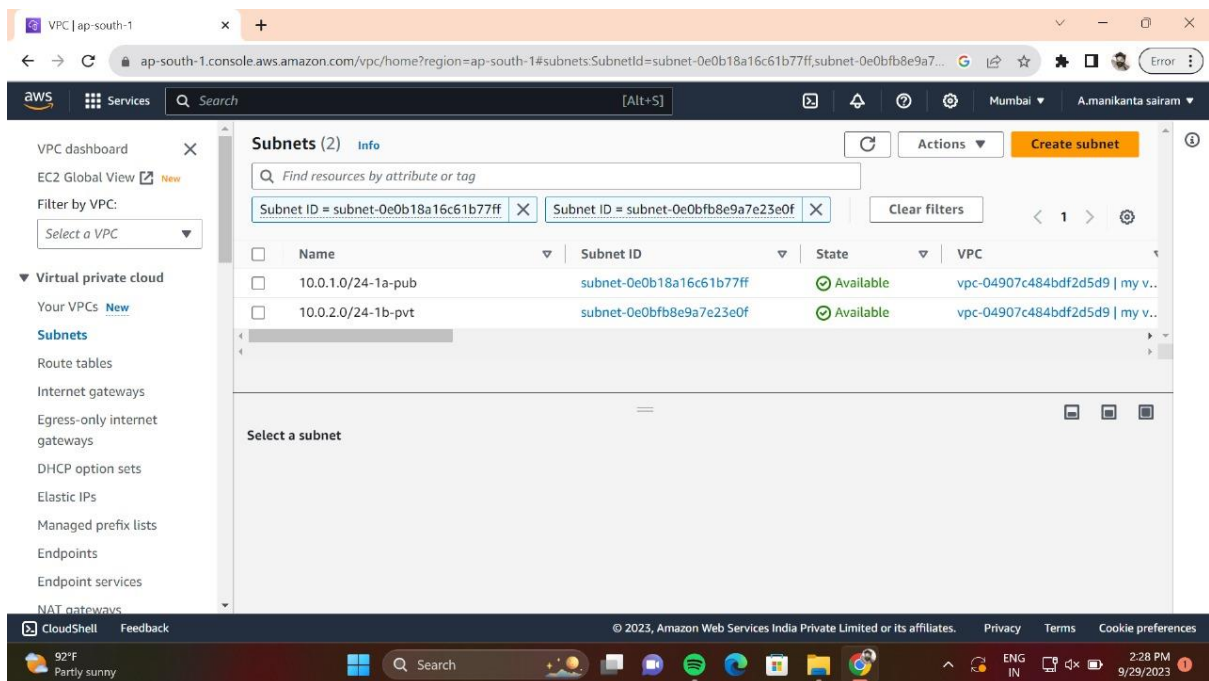 VPC | ap-south-1
ap-south-1.console.aws.amazon.com/vpc/home?region=ap-south-1#subnets:SubnetId=subnet-0e0b18a16c61b77ff,subnet-0e0bfb8e9a7...
Error
aws Services Search [Alt+S] Mumbai A.manikanta sairam
VPC dashboard
EC2 Global View New
Filter by VPC:
Select a VPC
Virtual private cloud
Your VPCs New
Subnets
Route tables
Internet gateways
Egress-only internet
gateways
DHCP option sets
Elastic IPs
Managed prefix lists
Endpoints
Endpoint services
NAT gateways
Subnets (2) Info Actions Create subnet
Find resources by attribute or tag
Subnet ID = subnet-0e0b18a16c61b77ff Subnet ID = subnet-0e0bfb8e9a7e23e0f Clear filters 1
Name Subnet ID State VPC
10.0.1.0/24-1a-pub subnet-0e0b18a16c61b77ff Available vpc-04907c484bdf2d5d9 | my v..
10.0.2.0/24-1b-pvt subnet-0e0bfb8e9a7e23e0f Available vpc-04907c484bdf2d5d9 | my v..
Select a subnet
CloudShell Feedback © 2023, Amazon Web Services India Private Limited or its affiliates. Privacy Terms Cookie preferences
92°F
Partly sunny
Search
ENG
IN
2:28 PM
9/29/2023
1